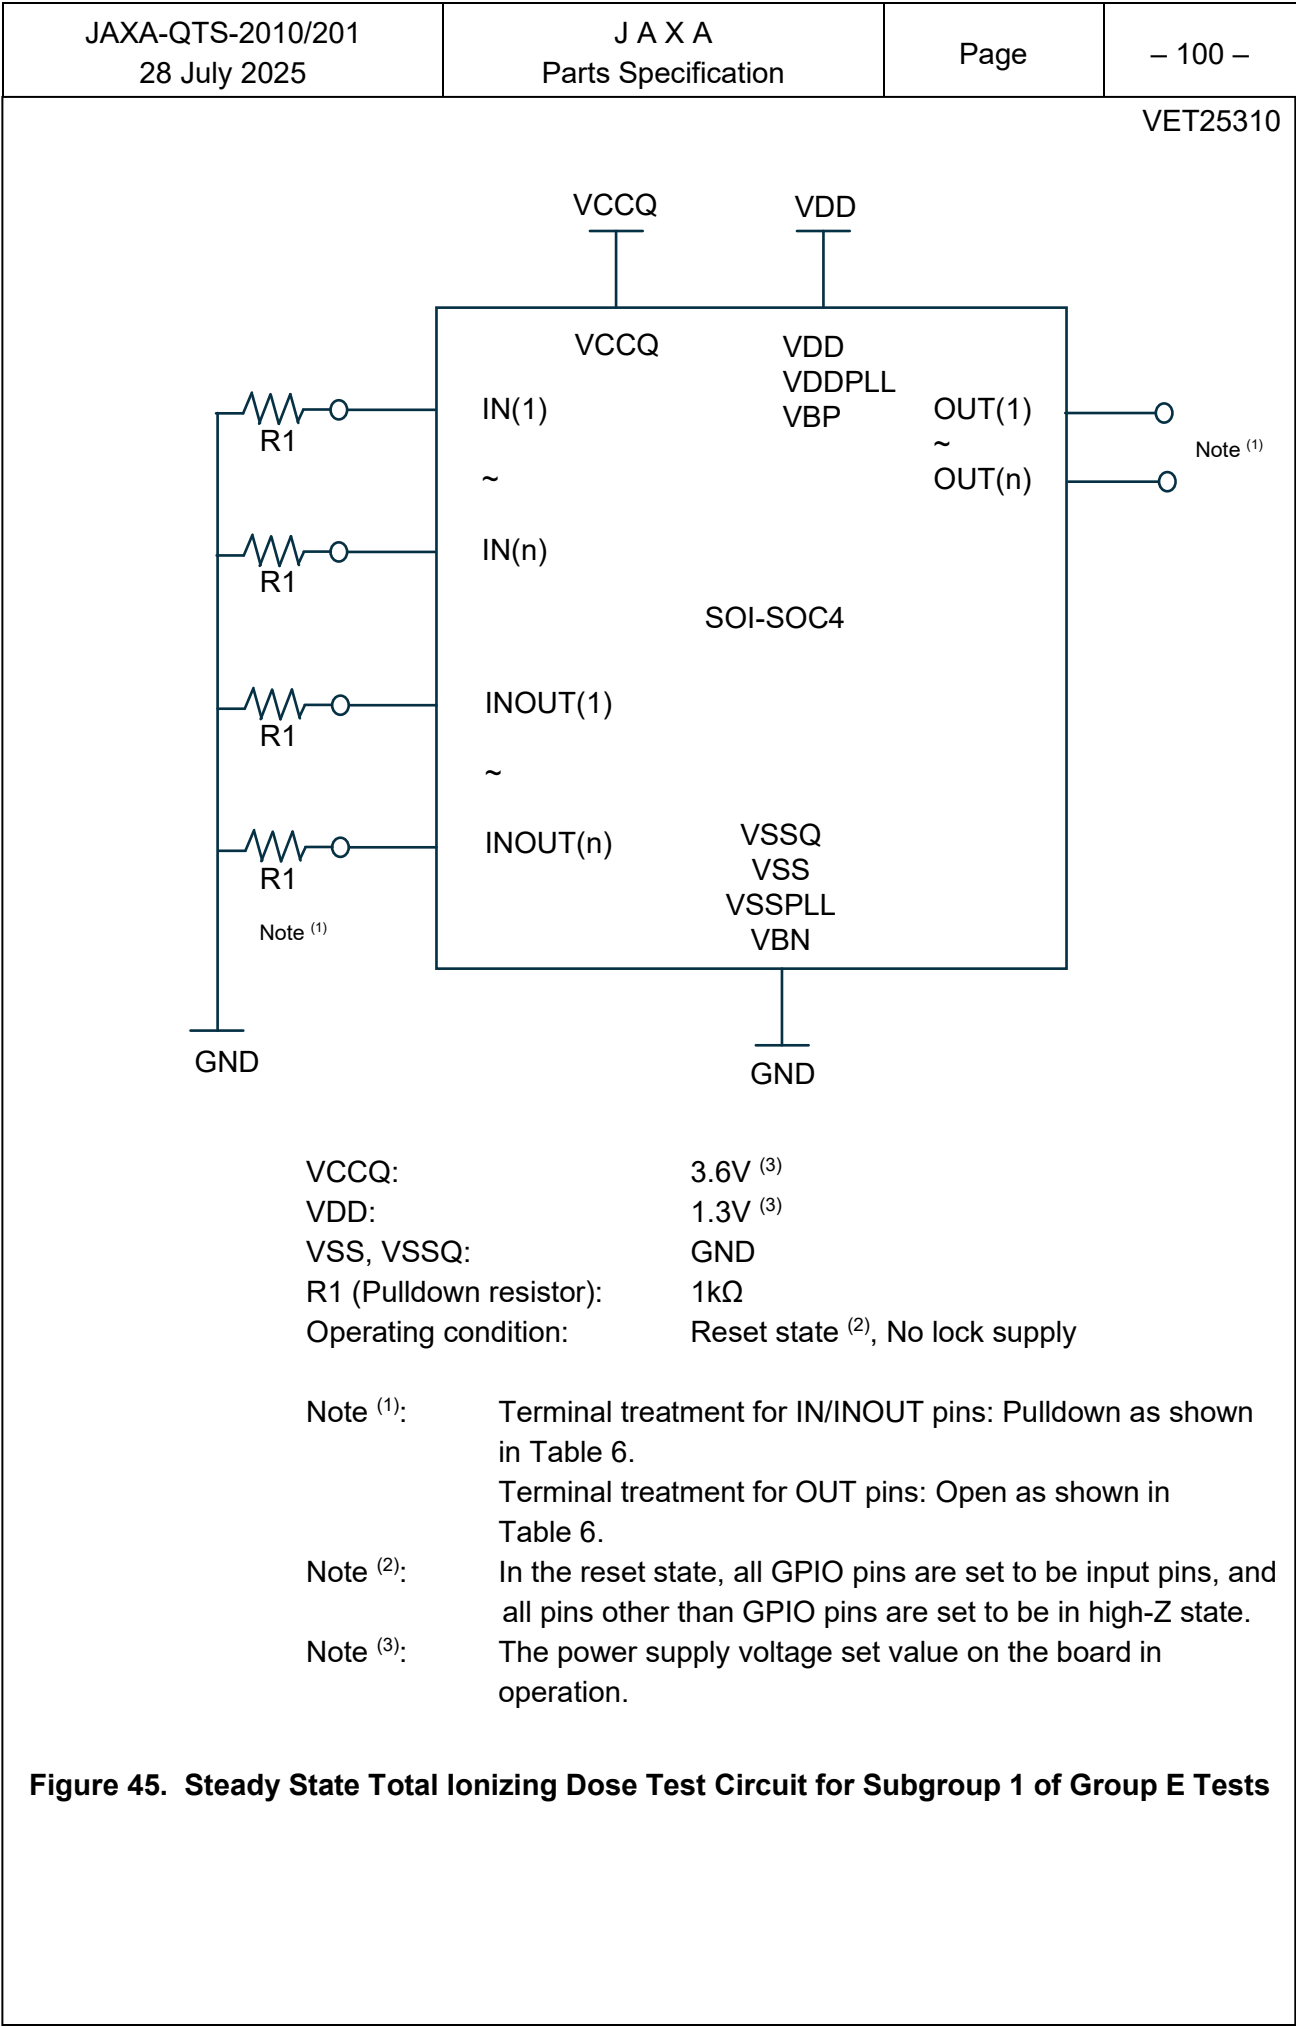 JAXA-QTS-2010/201
28 July 2025
J A X A
Parts Specification
Page
– 100 –
VET25310
VCCQ
VDD
VCCQ
VDD
VDDPLL
VBP
IN(1)
R1
OUT(1)
~
OUT(n)
Note (1)
~
IN(n)
R1
SOI-SOC4
INOUT(1)
R1
~
INOUT(n)
R1
Note (1)
VSSQ
VSS
VSSPLL
VBN
GND
GND
VCCQ: 3.6V (3)
VDD: 1.3V (3)
VSS, VSSQ: GND
R1 (Pulldown resistor): 1kΩ
Operating condition: Reset state (2), No lock supply
Note (1): Terminal treatment for IN/INOUT pins: Pulldown as shown
in Table 6.
Terminal treatment for OUT pins: Open as shown in
Table 6.
Note (2): In the reset state, all GPIO pins are set to be input pins, and
all pins other than GPIO pins are set to be in high-Z state.
Note (3): The power supply voltage set value on the board in
operation.
Figure 45. Steady State Total Ionizing Dose Test Circuit for Subgroup 1 of Group E Tests